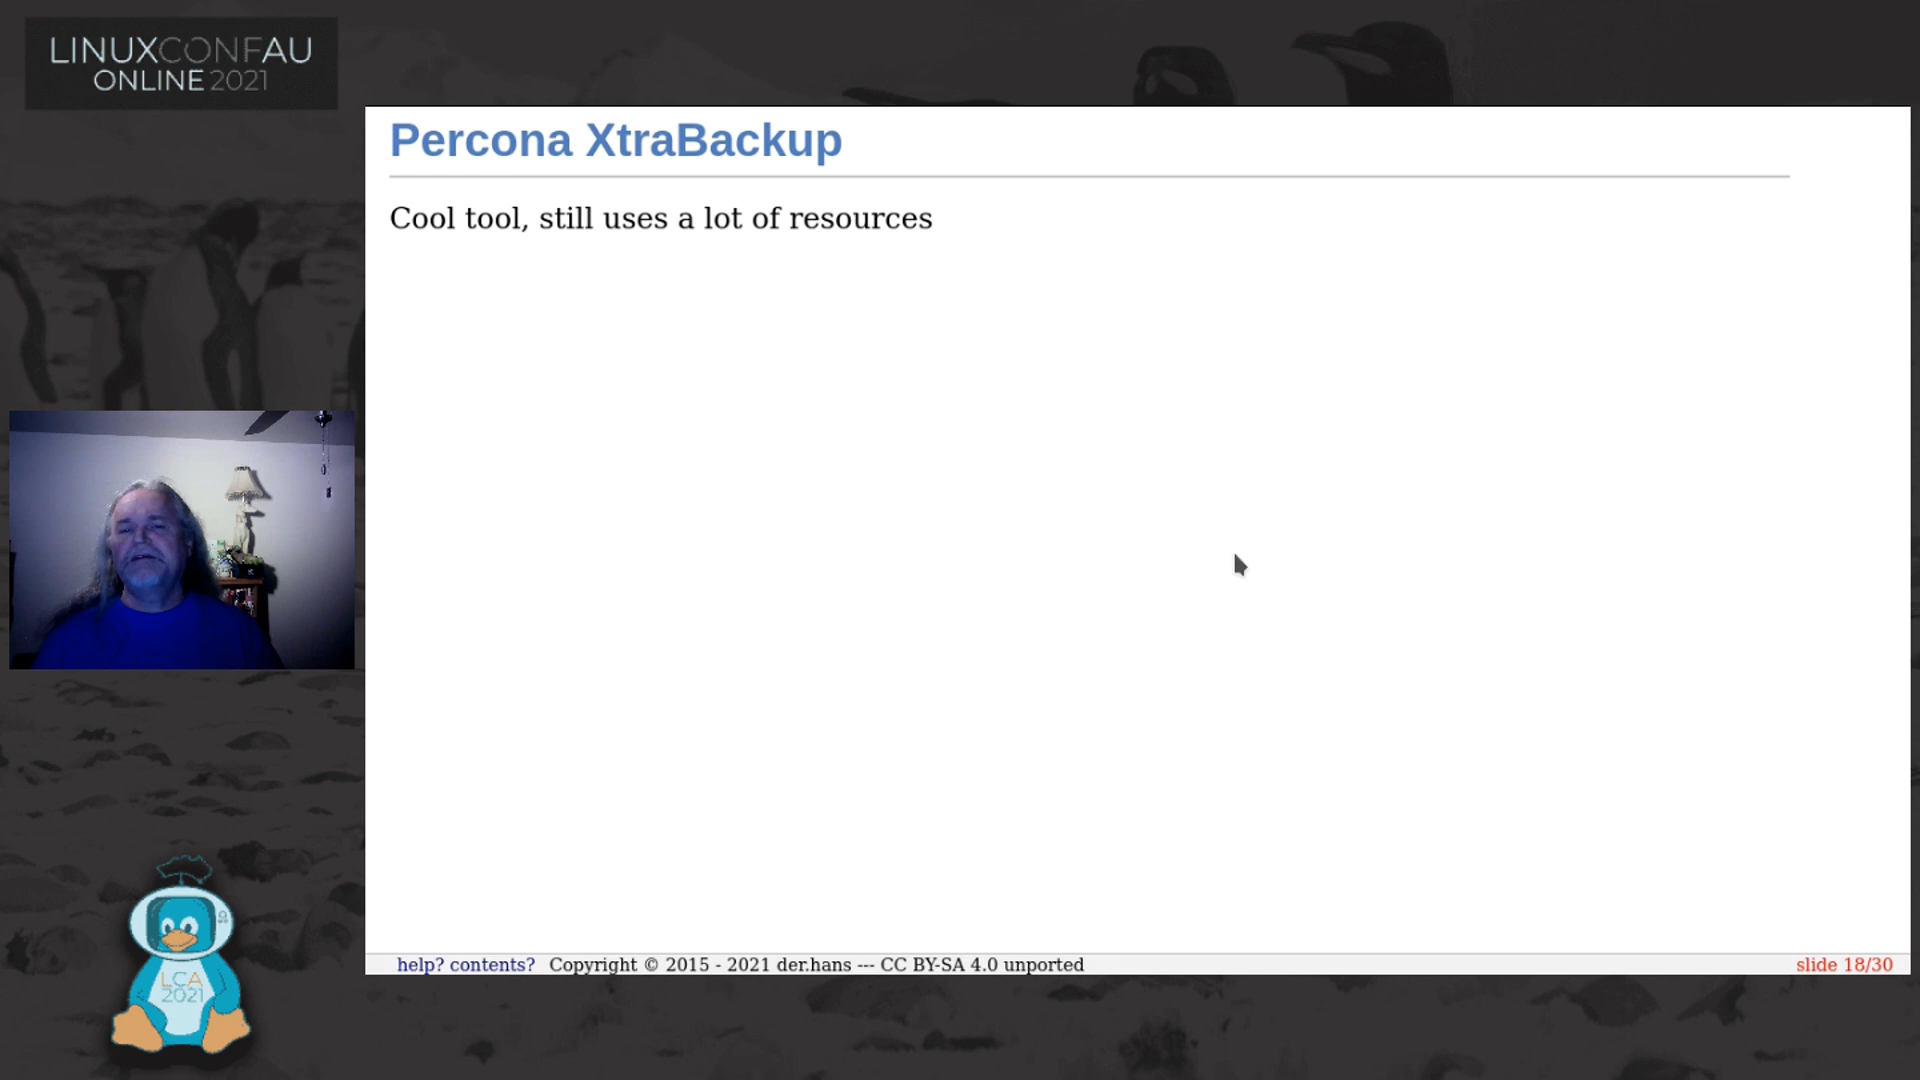 LINUXCONFAU
ONLINE 2021
Percona XtraBackup
Cool tool, still uses a lot of resources
LCA
2021
help? contents? Copyright © 2015 - 2021 der.hans --- CC BY-SA 4.0 unported
slide 18/30